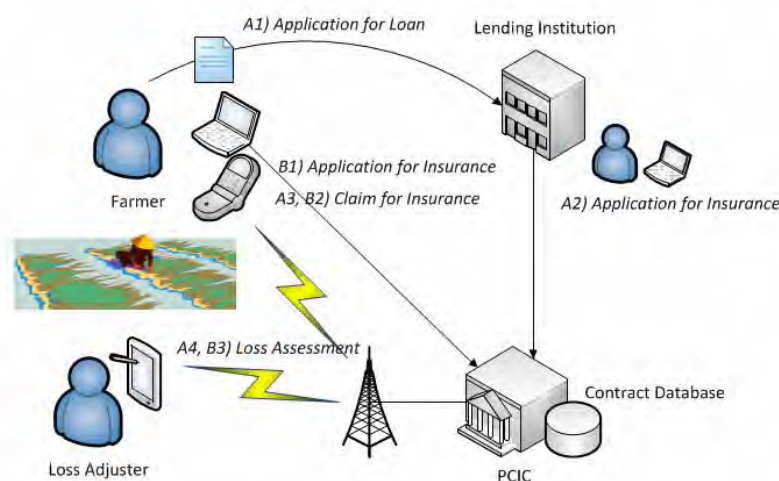 A1) Application for Loan
Lending Institution
Farmer
B1) Application for Insurance
A3, B2) Claim for Insurance
A2) Application for Insurance
A4, B3) Loss Assessment
Contract Database
Loss Adjuster
PCIC